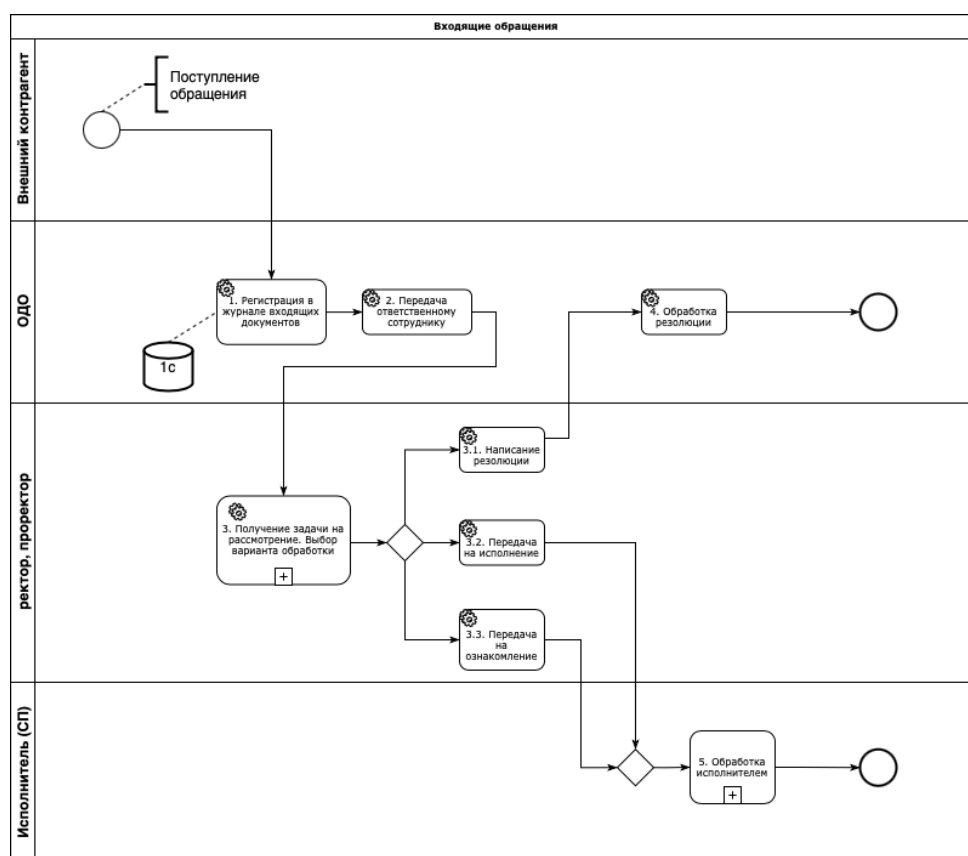 Входящие обращения
Внешний контрагент
Поступление
обращения
ОДО
1. Регистрация в
журнале входящих
документов
2. Передача
ответственному
сотруднику
4. Обработка
резолюции
1c
ректор, проректор
3.1. Написание
резолюции
3. Получение задачи на
рассмотрение. Выбор
варианта обработки
3.2. Передача
на исполнение
3.3. Передача
на
ознакомление
Исполнитель (СП)
5. Обработка
исполнителем